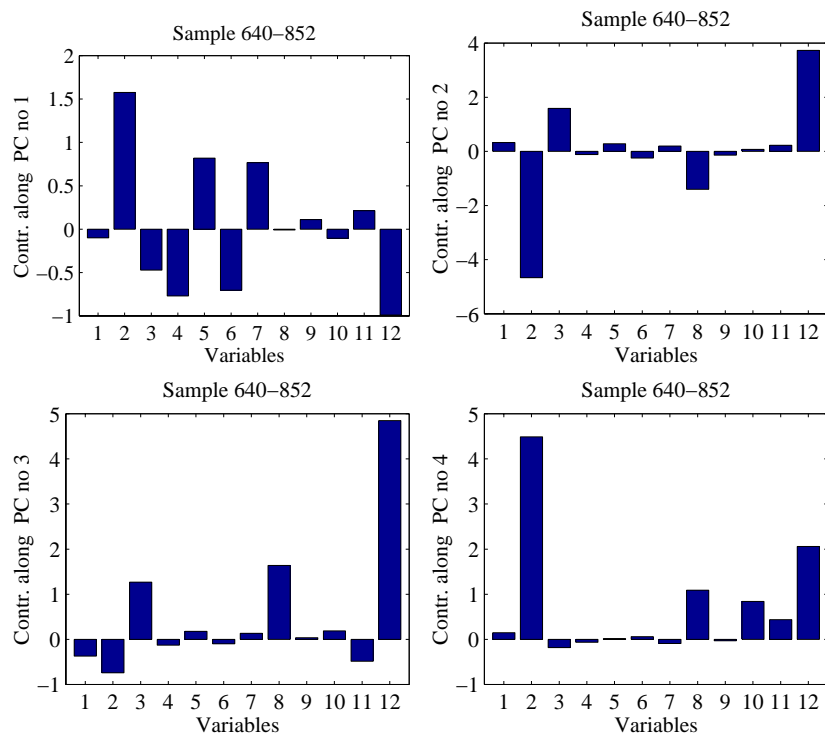 Sample 640−852
Contr. along  PC no 1
2
1.5
1
0.5
0
−0.5
−1
1 2 3 4 5 6 7 8 9 10 11 12
Variables
Sample 640−852
Contr. along  PC no 2
4
2
0
−2
−4
−6
1 2 3 4 5 6 7 8 9 10 11 12
Variables
Sample 640−852
Contr. along  PC no 3
5
4
3
2
1
0
−1
1 2 3 4 5 6 7 8 9 10 11 12
Variables
Sample 640−852
Contr. along  PC no 4
5
4
3
2
1
0
−1
1 2 3 4 5 6 7 8 9 10 11 12
Variables